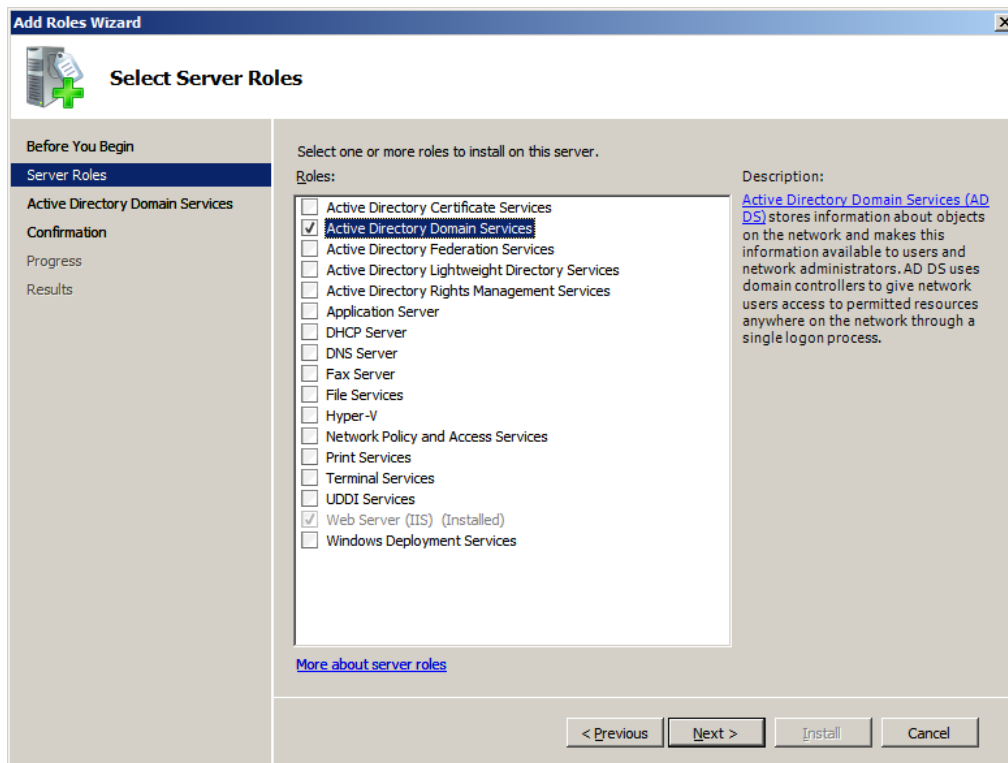 Add Roles Wizard
Select Server Roles
Before You Begin
Server Roles
Active Directory Domain Services
Confirmation
Progress
Results
Select one or more roles to install on this server.
Roles:
Active Directory Certificate Services
Active Directory Domain Services
Active Directory Federation Services
Active Directory Lightweight Directory Services
Active Directory Rights Management Services
Application Server
DHCP Server
DNS Server
Fax Server
File Services
Hyper-V
Network Policy and Access Services
Print Services
Terminal Services
UDDI Services
Web Server (IIS) (Installed)
Windows Deployment Services
More about server roles
Description:
Active Directory Domain Services (AD
DS) stores information about objects
on the network and makes this
information available to users and
network administrators. AD DS uses
domain controllers to give network
users access to permitted resources
anywhere on the network through a
single logon process.
< Previous
Next >
Install
Cancel